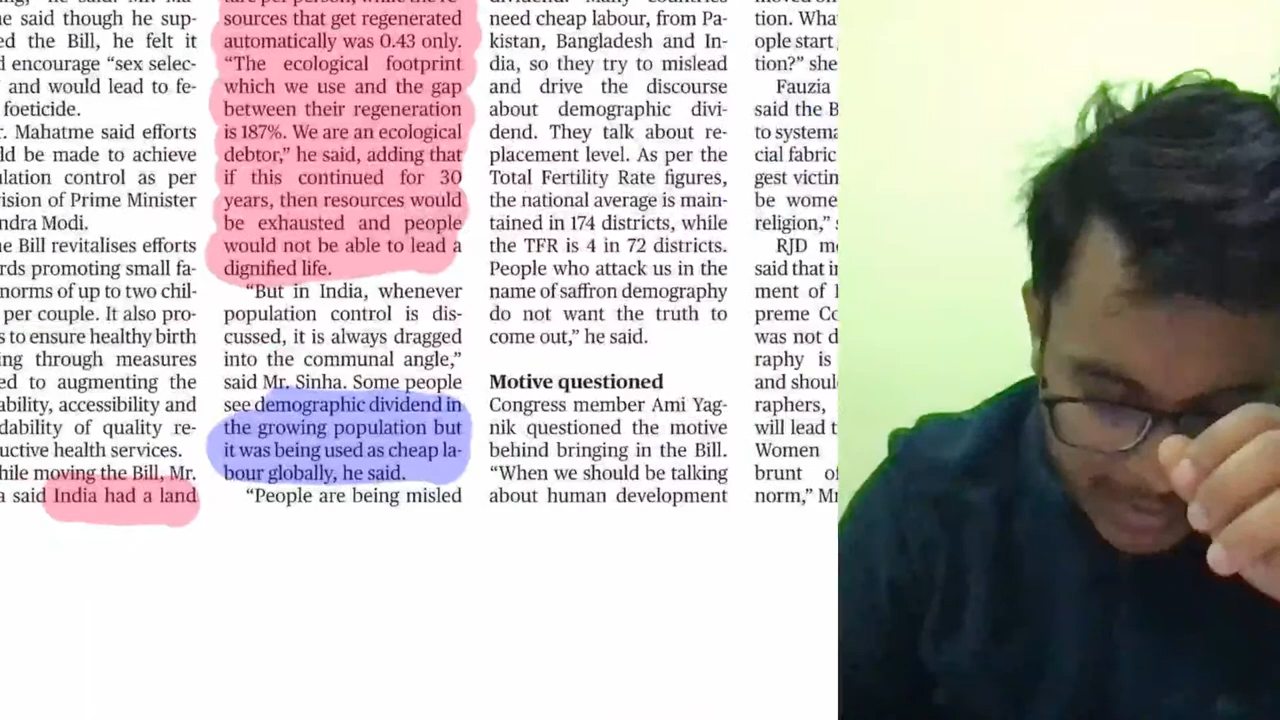 e said though he sup-
ed the Bill, he felt it
d encourage “sex selec-
” and would lead to fe-
foeticide.
r. Mahatme said efforts
ld be made to achieve
ulation control as per
ision of Prime Minister
ndra Modi.
e Bill revitalises efforts
rds promoting small fa-
norms of up to two chil-
per couple. It also pro-
s to ensure healthy birth
ing through measures
ed to augmenting the
ability, accessibility and
dability of quality re-
uctive health services.
hile moving the Bill, Mr.
a said India had a land
ture per person, while the re-
sources that get regenerated
automatically was 0.43 only.
“The ecological footprint
which we use and the gap
between their regeneration
is 187%. We are an ecological
debtor,” he said, adding that
if this continued for 30
years, then resources would
be exhausted and people
would not be able to lead a
dignified life.
“But in India, whenever
population control is dis-
cussed, it is always dragged
into the communal angle,”
said Mr. Sinha. Some people
see demographic dividend in
the growing population but
it was being used as cheap la-
bour globally, he said.
“People are being misled
dividend. Many countries
need cheap labour, from Pa-
kistan, Bangladesh and In-
dia, so they try to mislead
and drive the discourse
about demographic divi-
dend. They talk about re-
placement level. As per the
Total Fertility Rate figures,
the national average is main-
tained in 174 districts, while
the TFR is 4 in 72 districts.
People who attack us in the
name of saffron demography
do not want the truth to
come out,” he said.
Motive questioned
Congress member Ami Yag-
nik questioned the motive
behind bringing in the Bill.
“When we should be talking
about human development
tion. Wha
ople start
tion?” she
Fauzia
said the B
to systema
cial fabric
gest victin
be wome
religion,”
RJD m
said that i
ment of
preme Co
was not d
raphy is
and shoul
raphers,
will lead t
Women
brunt o
norm,” M